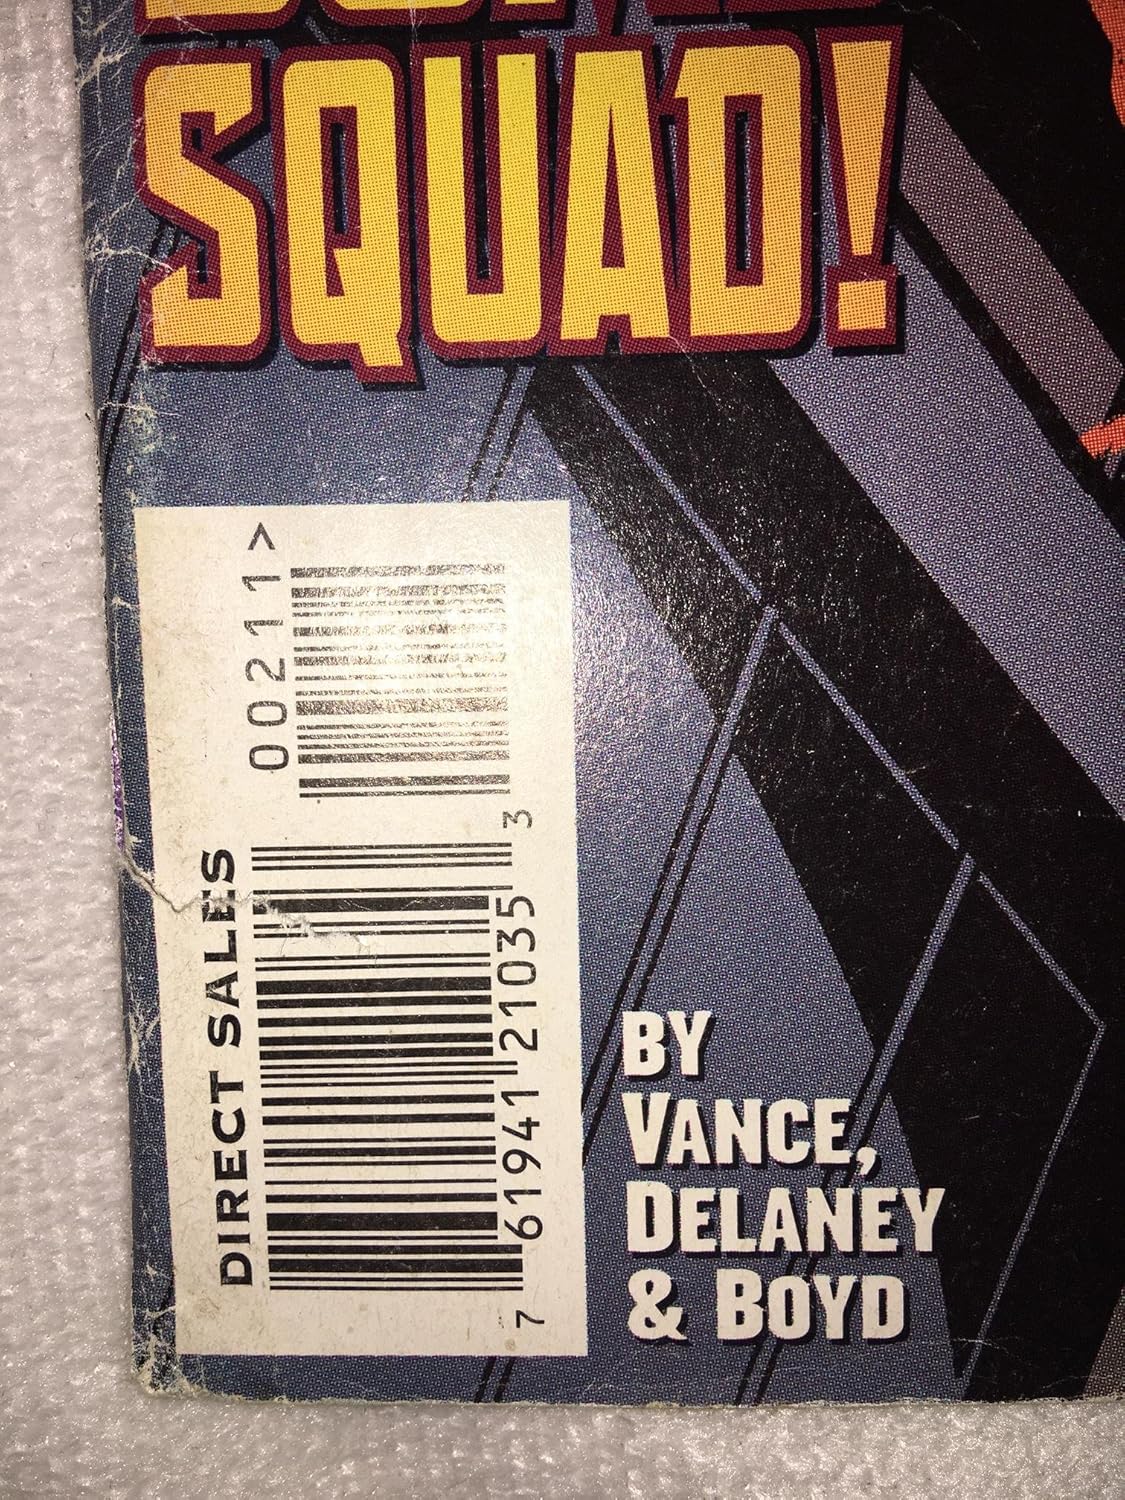 SQUAD!
00211>
DIRECT SALES
7 61941 21035 3
BY
VANCE,
DELANEY
& BOYD